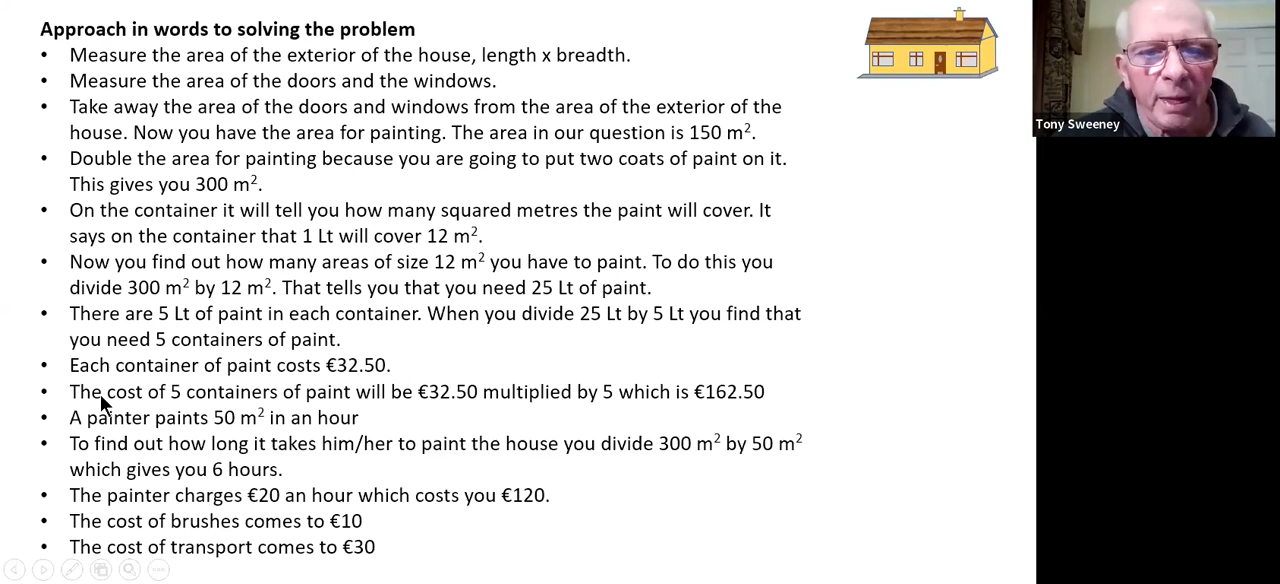 Approach in words to solving the problem
• Measure the area of the exterior of the house, length x breadth.
• Measure the area of the doors and the windows.
• Take away the area of the doors and windows from the area of the exterior of the
house. Now you have the area for painting. The area in our question is 150 m².
• Double the area for painting because you are going to put two coats of paint on it.
This gives you 300 m².
• On the container it will tell you how many squared metres the paint will cover. It
says on the container that 1 Lt will cover 12 m².
• Now you find out how many areas of size 12 m² you have to paint. To do this you
divide 300 m² by 12 m². That tells you that you need 25 Lt of paint.
• There are 5 Lt of paint in each container. When you divide 25 Lt by 5 Lt you find that
you need 5 containers of paint.
• Each container of paint costs €32.50.
• The cost of 5 containers of paint will be €32.50 multiplied by 5 which is €162.50
• A painter paints 50 m² in an hour
• To find out how long it takes him/her to paint the house you divide 300 m² by 50 m²
which gives you 6 hours.
• The painter charges €20 an hour which costs you €120.
• The cost of brushes comes to €10
• The cost of transport comes to €30
Tony Sweeney